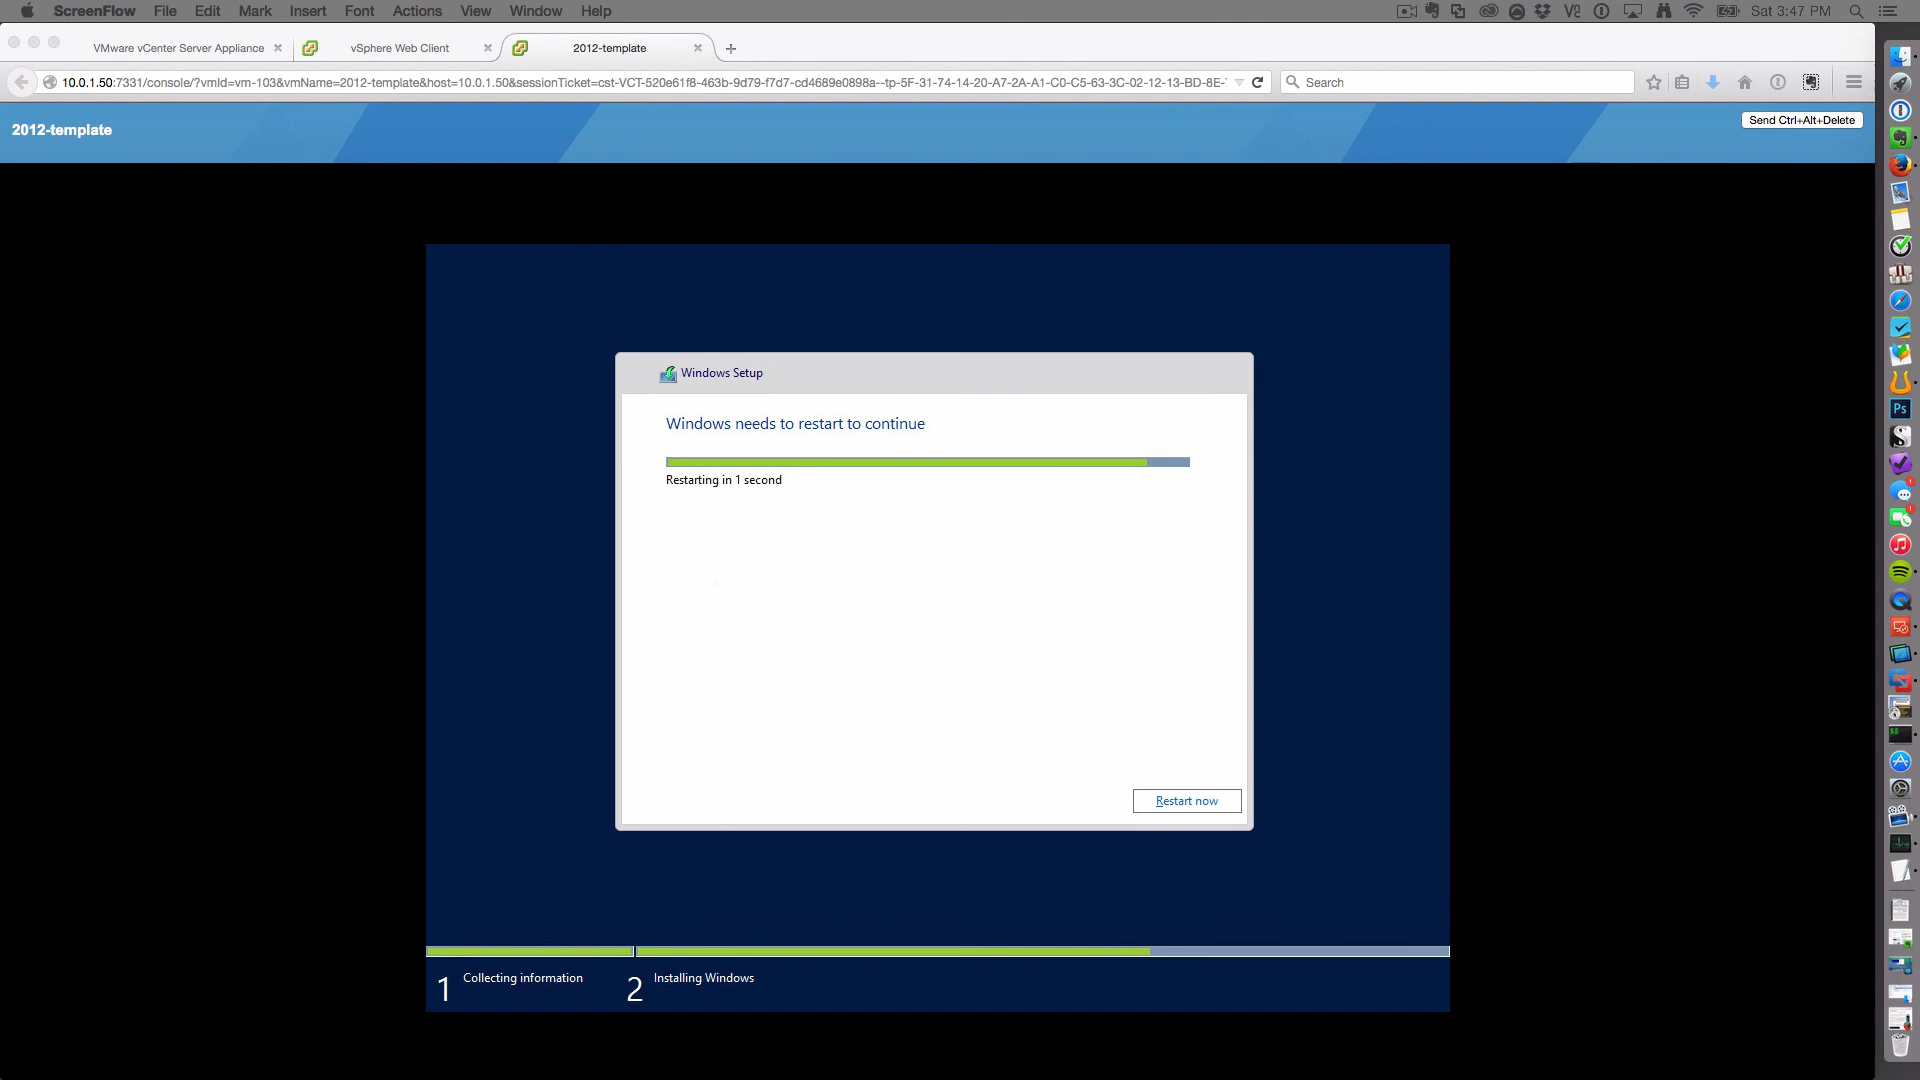 ScreenFlow File Edit Mark Insert Font Actions View Window Help
Sat 3:47 PM
VMware vCenter Server Appliance
vSphere Web Client
2012-template
10.0.1.50:7331/console/?vmId=vm-103&vmName=2012-template&host=10.0.1.50&sessionTicket=cst-VCT-520e61f8-463b-9d79-f7d7-cd4689e0898a--tp-5F-31-74-14-20-A7-2A-A1-C0-C5-63-3C-02-12-13-BD-8E-
Search
2012-template
Send Ctrl+Alt+Delete
Windows Setup
Windows needs to restart to continue
Restarting in 1 second
Restart now
1 Collecting information
2 Installing Windows
Ps